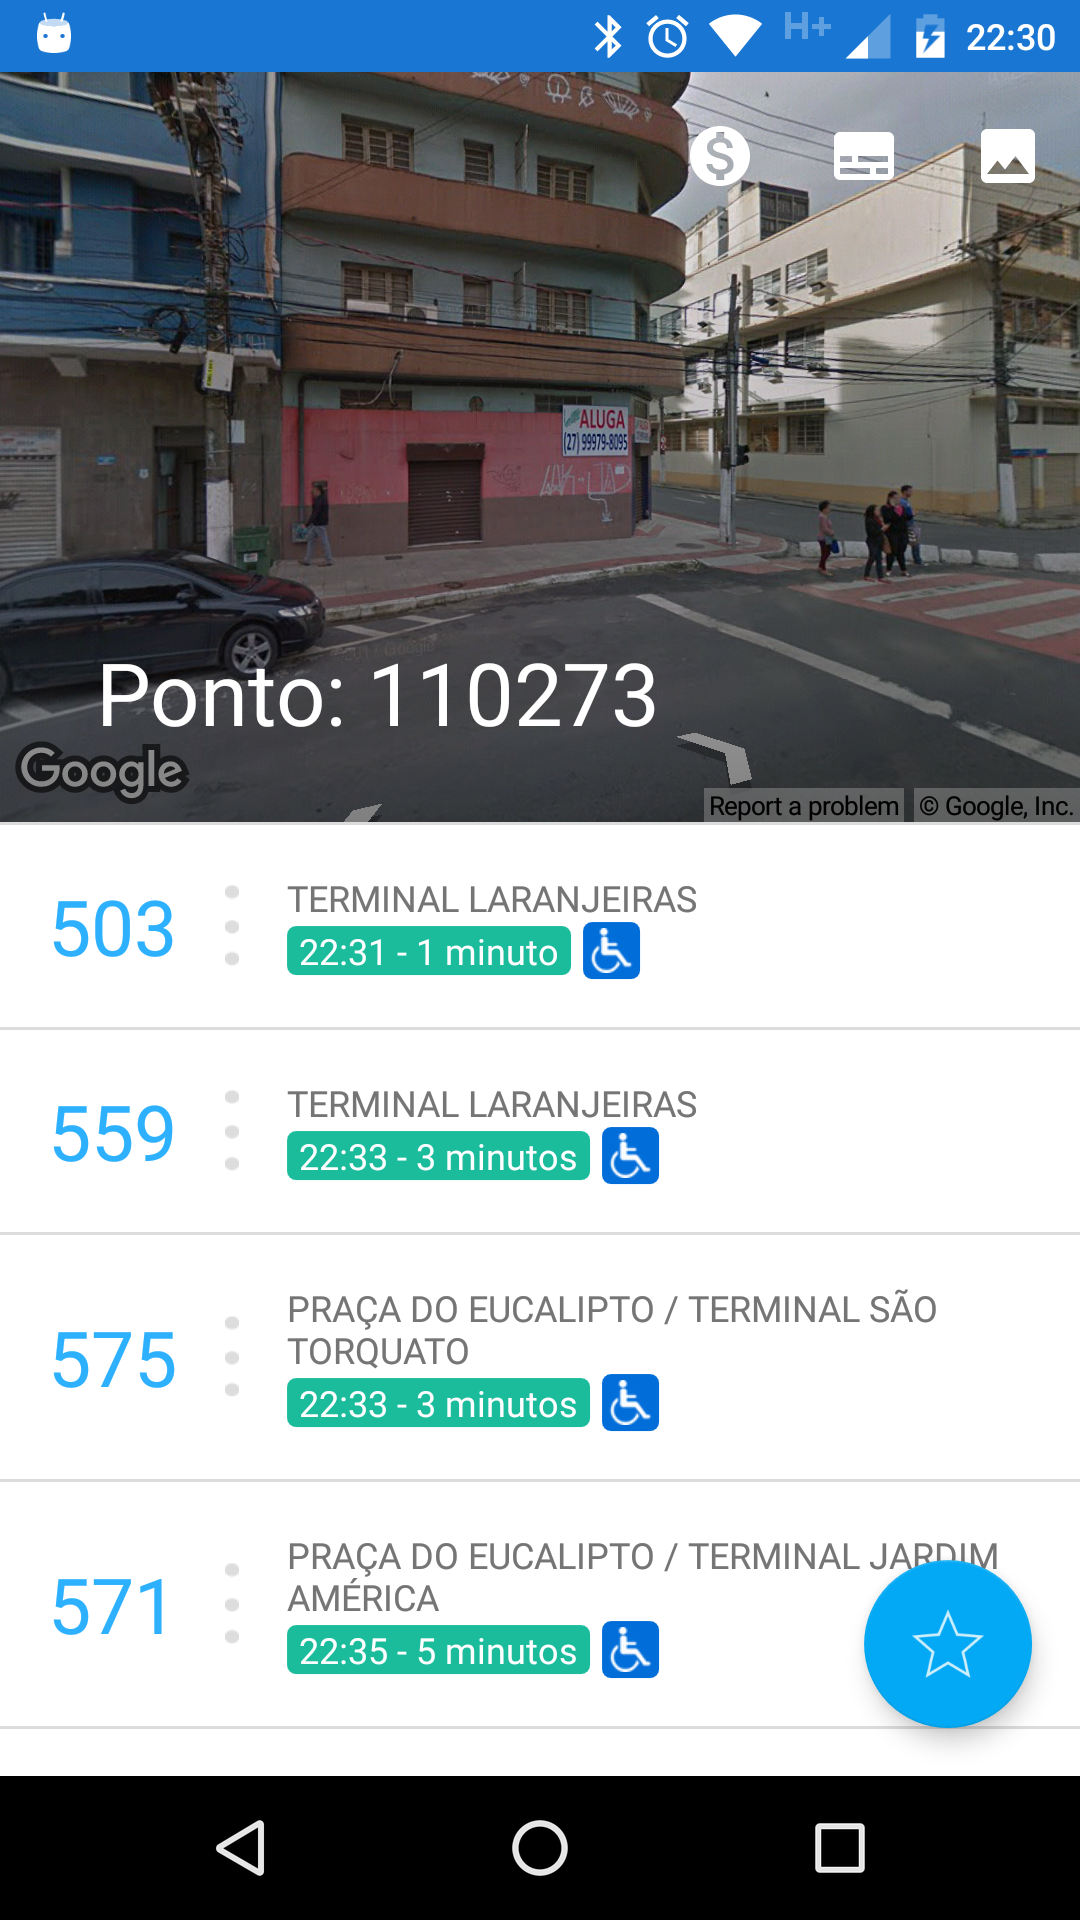 H+ 22:30
ALUGA
(27) 99979-8095
Ponto: 110273
Google
Report a problem © Google, Inc.
503
TERMINAL LARANJEIRAS
22:31 - 1 minuto
559
TERMINAL LARANJEIRAS
22:33 - 3 minutos
575
PRAÇA DO EUCALIPTO / TERMINAL SÃO
TORQUATO
22:33 - 3 minutos
571
PRAÇA DO EUCALIPTO / TERMINAL JARDIM
AMÉRICA
22:35 - 5 minutos